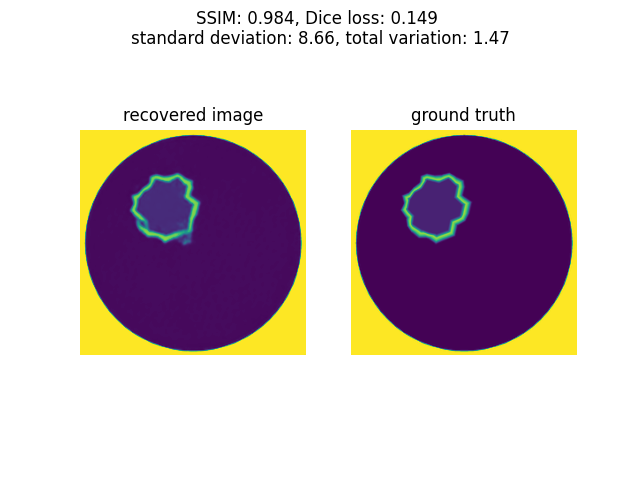 SSIM: 0.984, Dice loss: 0.149
standard deviation: 8.66, total variation: 1.47
recovered image
ground truth